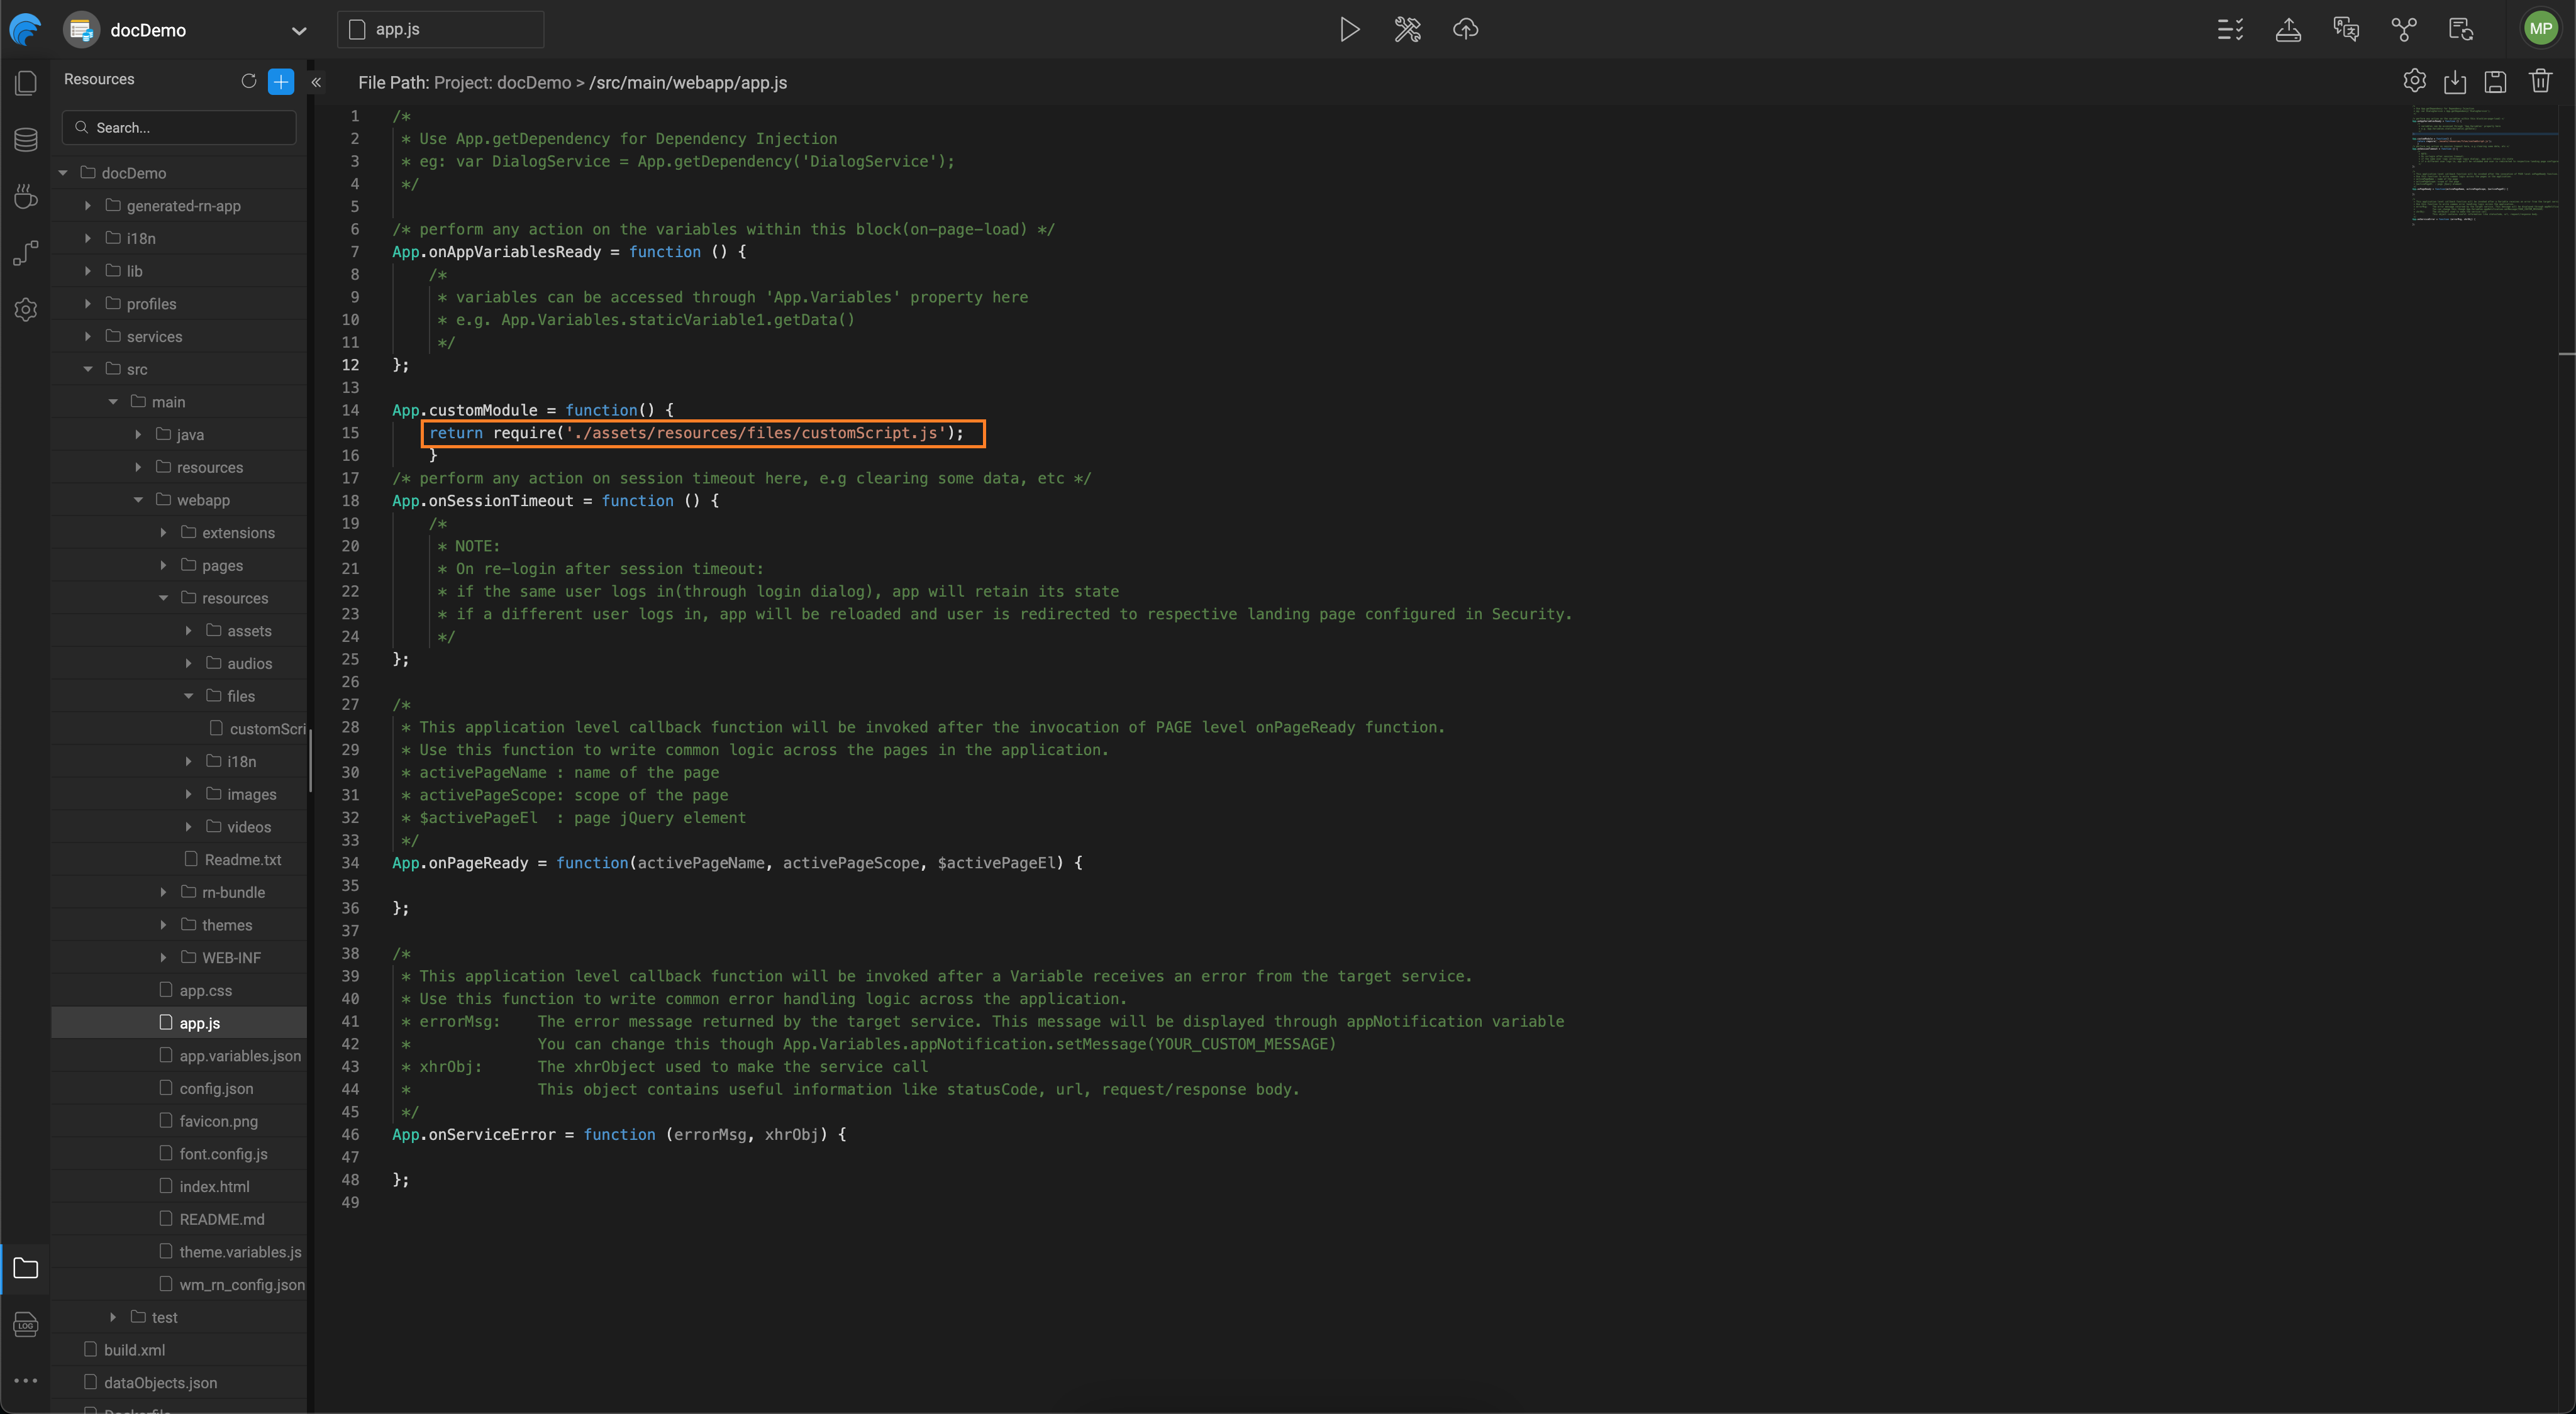 docDemo
app.js
MP
Resources
Search...
docDemo
generated-rn-app
i18n
lib
profiles
services
src
main
java
resources
webapp
extensions
pages
resources
assets
audios
files
customScri
i18n
images
videos
Readme.txt
rn-bundle
themes
WEB-INF
app.css
app.js
app.variables.json
config.json
favicon.png
font.config.js
index.html
README.md
theme.variables.js
wm_rn_config.json
test
build.xml
dataObjects.json
LOG
File Path: Project: docDemo > /src/main/webapp/app.js
1 /*
2 * Use App.getDependency for Dependency Injection
3 * eg: var DialogService = App.getDependency('DialogService');
4 */
5
6 /* perform any action on the variables within this block(on-page-load) */
7 App.onAppVariablesReady = function () {
8 /*
9 * variables can be accessed through 'App.Variables' property here
10 * e.g. App.Variables.staticVariable1.getData()
11 */
12 };
13
14 App.customModule = function() {
15 return require('./assets/resources/files/customScript.js');
16 }
17 /* perform any action on session timeout here, e.g clearing some data, etc */
18 App.onSessionTimeout = function () {
19 /*
20 * NOTE:
21 * On re-login after session timeout:
22 * if the same user logs in(through login dialog), app will retain its state
23 * if a different user logs in, app will be reloaded and user is redirected to respective landing page configured in Security.
24 */
25 };
26
27 /*
28 * This application level callback function will be invoked after the invocation of PAGE level onPageReady function.
29 * Use this function to write common logic across the pages in the application.
30 * activePageName : name of the page
31 * activePageScope: scope of the page
32 * $activePageEl : page jQuery element
33 */
34 App.onPageReady = function(activePageName, activePageScope, $activePageEl) {
35
36 };
37
38 /*
39 * This application level callback function will be invoked after a Variable receives an error from the target service.
40 * Use this function to write common error handling logic across the application.
41 * errorMsg: The error message returned by the target service. This message will be displayed through appNotification variable
42 * You can change this though App.Variables.appNotification.setMessage(YOUR_CUSTOM_MESSAGE)
43 * xhrObj: The xhrObject used to make the service call
44 * This object contains useful information like statusCode, url, request/response body.
45 */
46 App.onServiceError = function (errorMsg, xhrObj) {
47
48 };
49